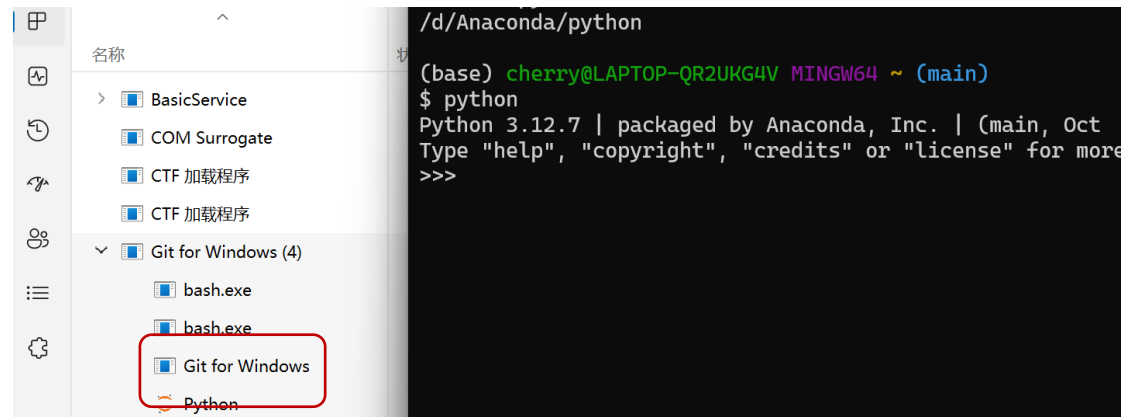 名称
BasicService
COM Surrogate
CTF 加载程序
CTF 加载程序
Git for Windows (4)
bash.exe
bash.exe
Git for Windows
Python
/d/Anaconda/python
(base) cherry@LAPTOP-QR2UKG4V MINGW64 ~ (main)
$ python
Python 3.12.7 | packaged by Anaconda, Inc. | (main, Oct
Type "help", "copyright", "credits" or "license" for more
>>>